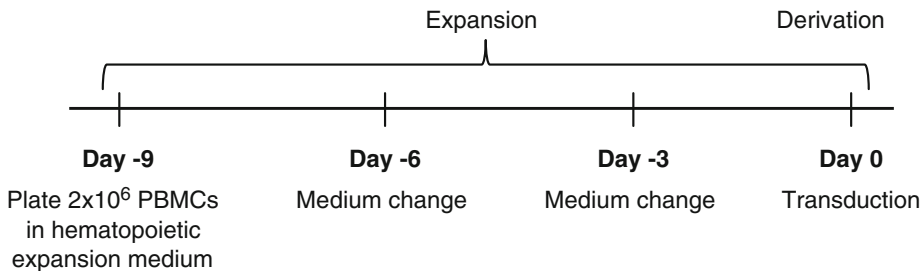 Expansion Derivation
Day -9 Day -6 Day -3 Day 0
Plate 2x10⁶ PBMCs Medium change Medium change Transduction
in hematopoietic
expansion medium